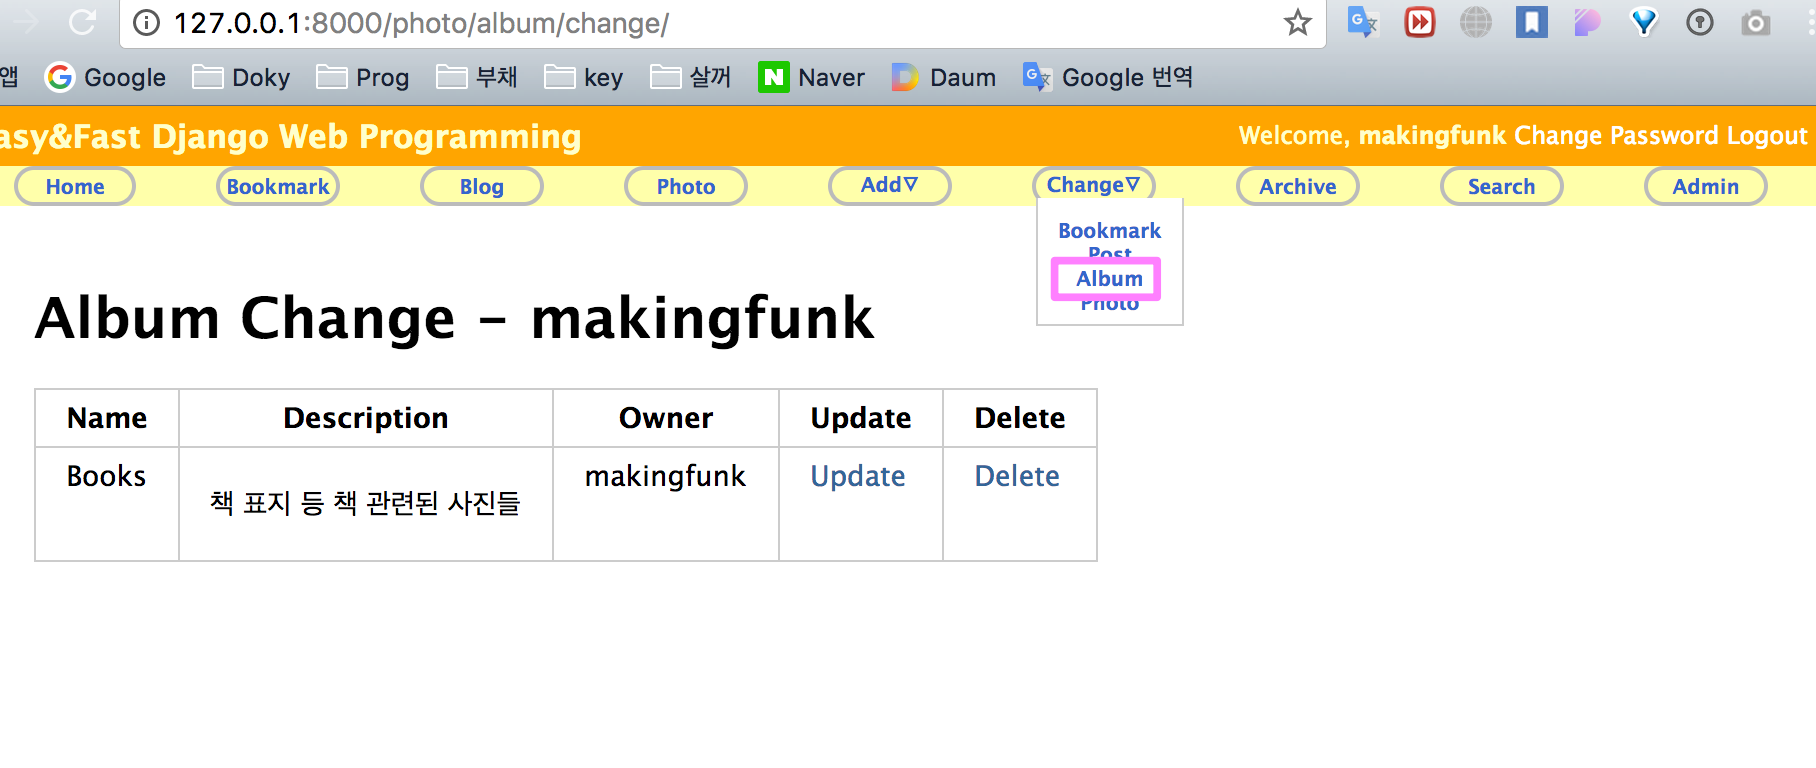 127.0.0.1:8000/photo/album/change/
앱 Google Doky Prog 부채 key 살꺼 Naver Daum Google 번역
asy&Fast Django Web Programming Welcome, makingfunk Change Password Logout
Home Bookmark Blog Photo Add▽ Change▽ Archive Search Admin
Bookmark
Post
Album
Photo
Album Change - makingfunk
Name Description Owner Update Delete
Books 책 표지 등 책 관련된 사진들 makingfunk Update Delete